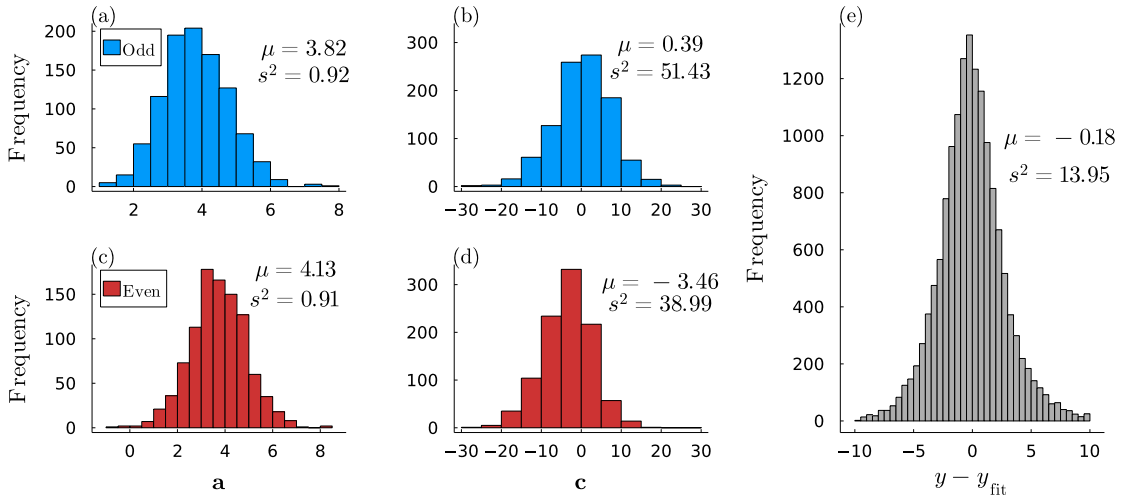 (a)
Frequency
200
150
100
50
0
Odd
μ = 3.82
s² = 0.92
2
4
6
8
(b)
300
200
100
0
μ = 0.39
s² = 51.43
−30
−20
−10
0
10
20
30
(c)
Frequency
150
100
50
0
Even
μ = 4.13
s² = 0.91
0
2
4
6
8
a
(d)
300
200
100
0
μ = − 3.46
s² = 38.99
−30
−20
−10
0
10
20
30
c
(e)
Frequency
1200
1000
800
600
400
200
0
μ = − 0.18
s² = 13.95
−10
−5
0
5
10
y − y_fit